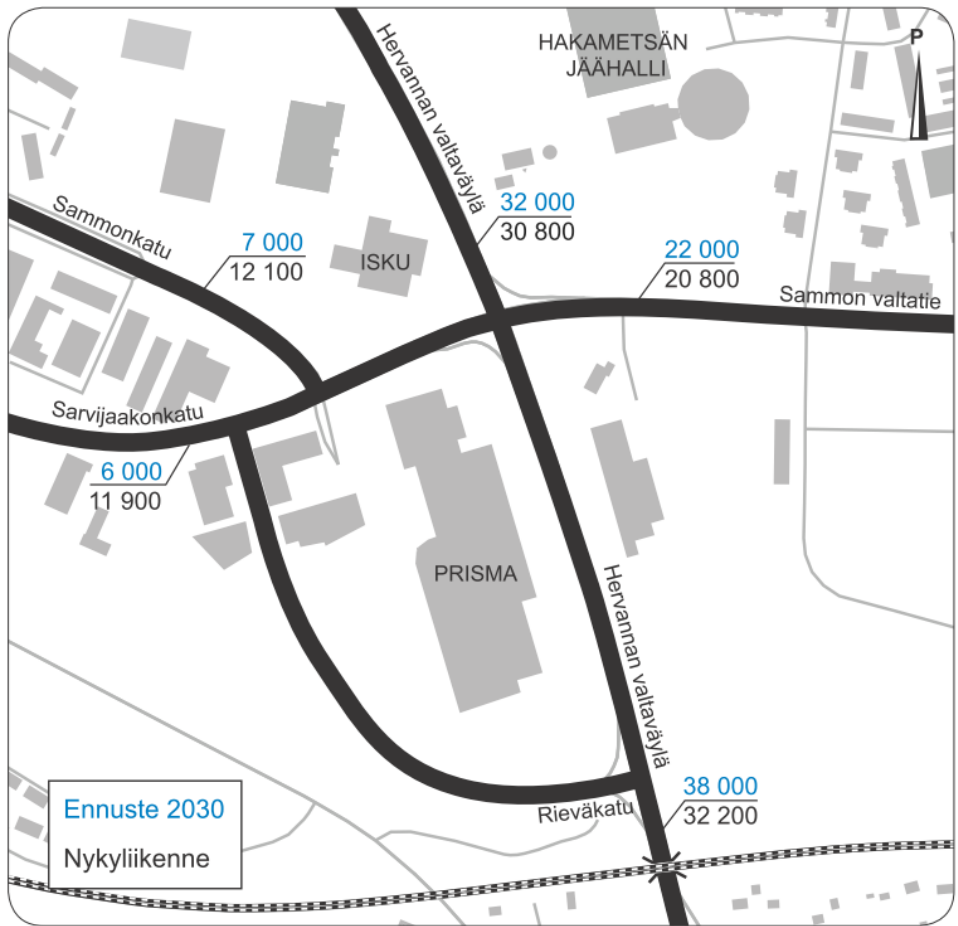 Hervannan valtaväylä
HAKAMETSÄN
JÄÄHALLI
P
Sammonkatu
7 000
12 100
ISKU
32 000
30 800
22 000
20 800
Sammon valtatie
Sarvijaakonkatu
6 000
11 900
PRISMA
Hervannan valtaväylä
Rieväkatu
38 000
32 200
Ennuste 2030
Nykyliikenne